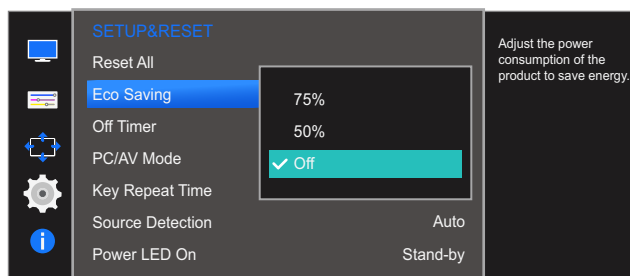 SETUP&RESET
Reset All
Eco Saving
Off Timer
PC/AV Mode
Key Repeat Time
Source Detection Auto
Power LED On Stand-by
75%
50%
Off
Adjust the power
consumption of the
product to save energy.